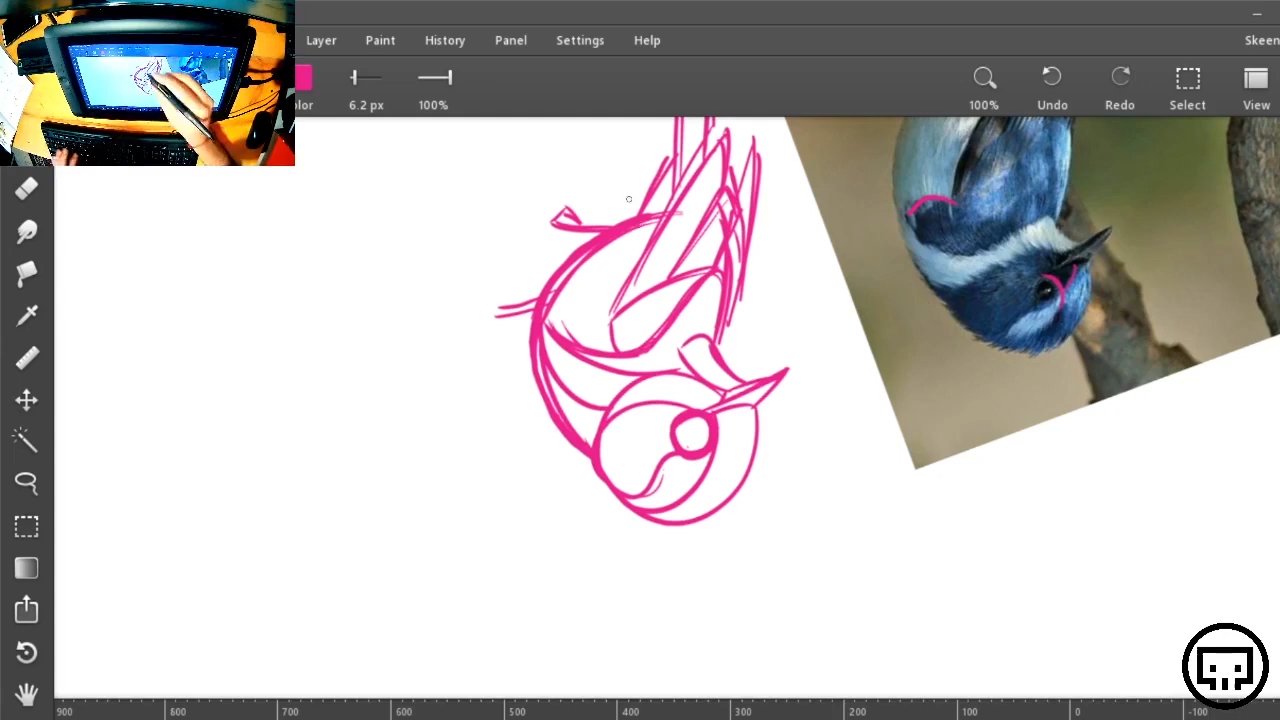 Layer Paint History Panel Settings Help
Skeen
olor 6.2 px 100% 100% Undo Redo Select View
900 800 700 600 500 400 300 200 100 0 -100